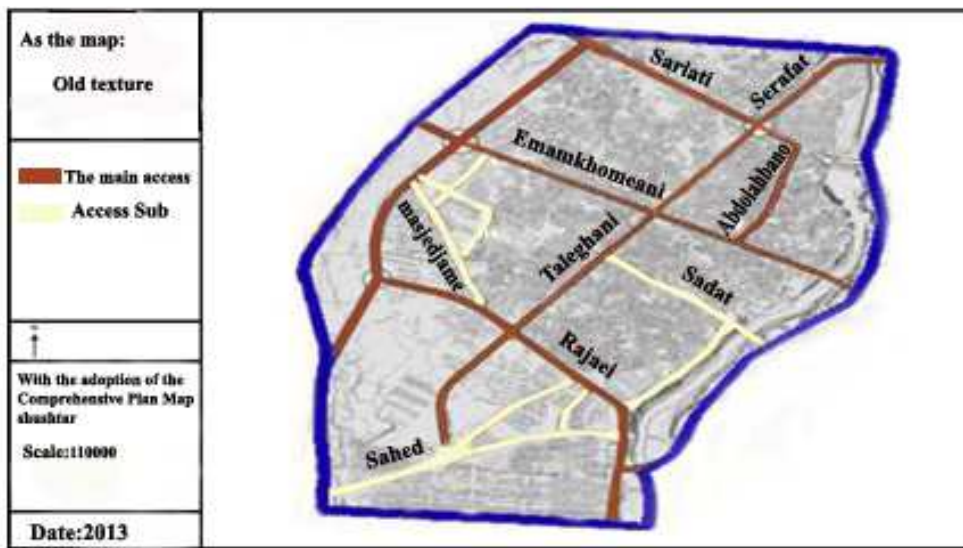 As the map:
Old texture
The main access
Access Sub
With the adoption of the
Comprehensive Plan Map
shushtar
Scale:110000
Date:2013
Sariati
Serafat
Emamkhomeani
Abdolahbano
masjedjame
Taleghani
Sadat
Rajaei
Sahed